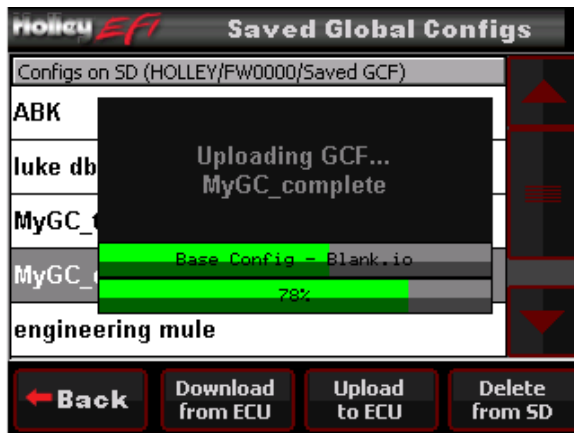 Holley EFI
Saved Global Configs
Configs on SD (HOLLEY/FW0000/Saved GCF)
ABK
luke db
MyGC_
MyGC_
engineering mule
Uploading GCF...
MyGC_complete
Base Config - Blank.io
78%
Back
Download
from ECU
Upload
to ECU
Delete
from SD